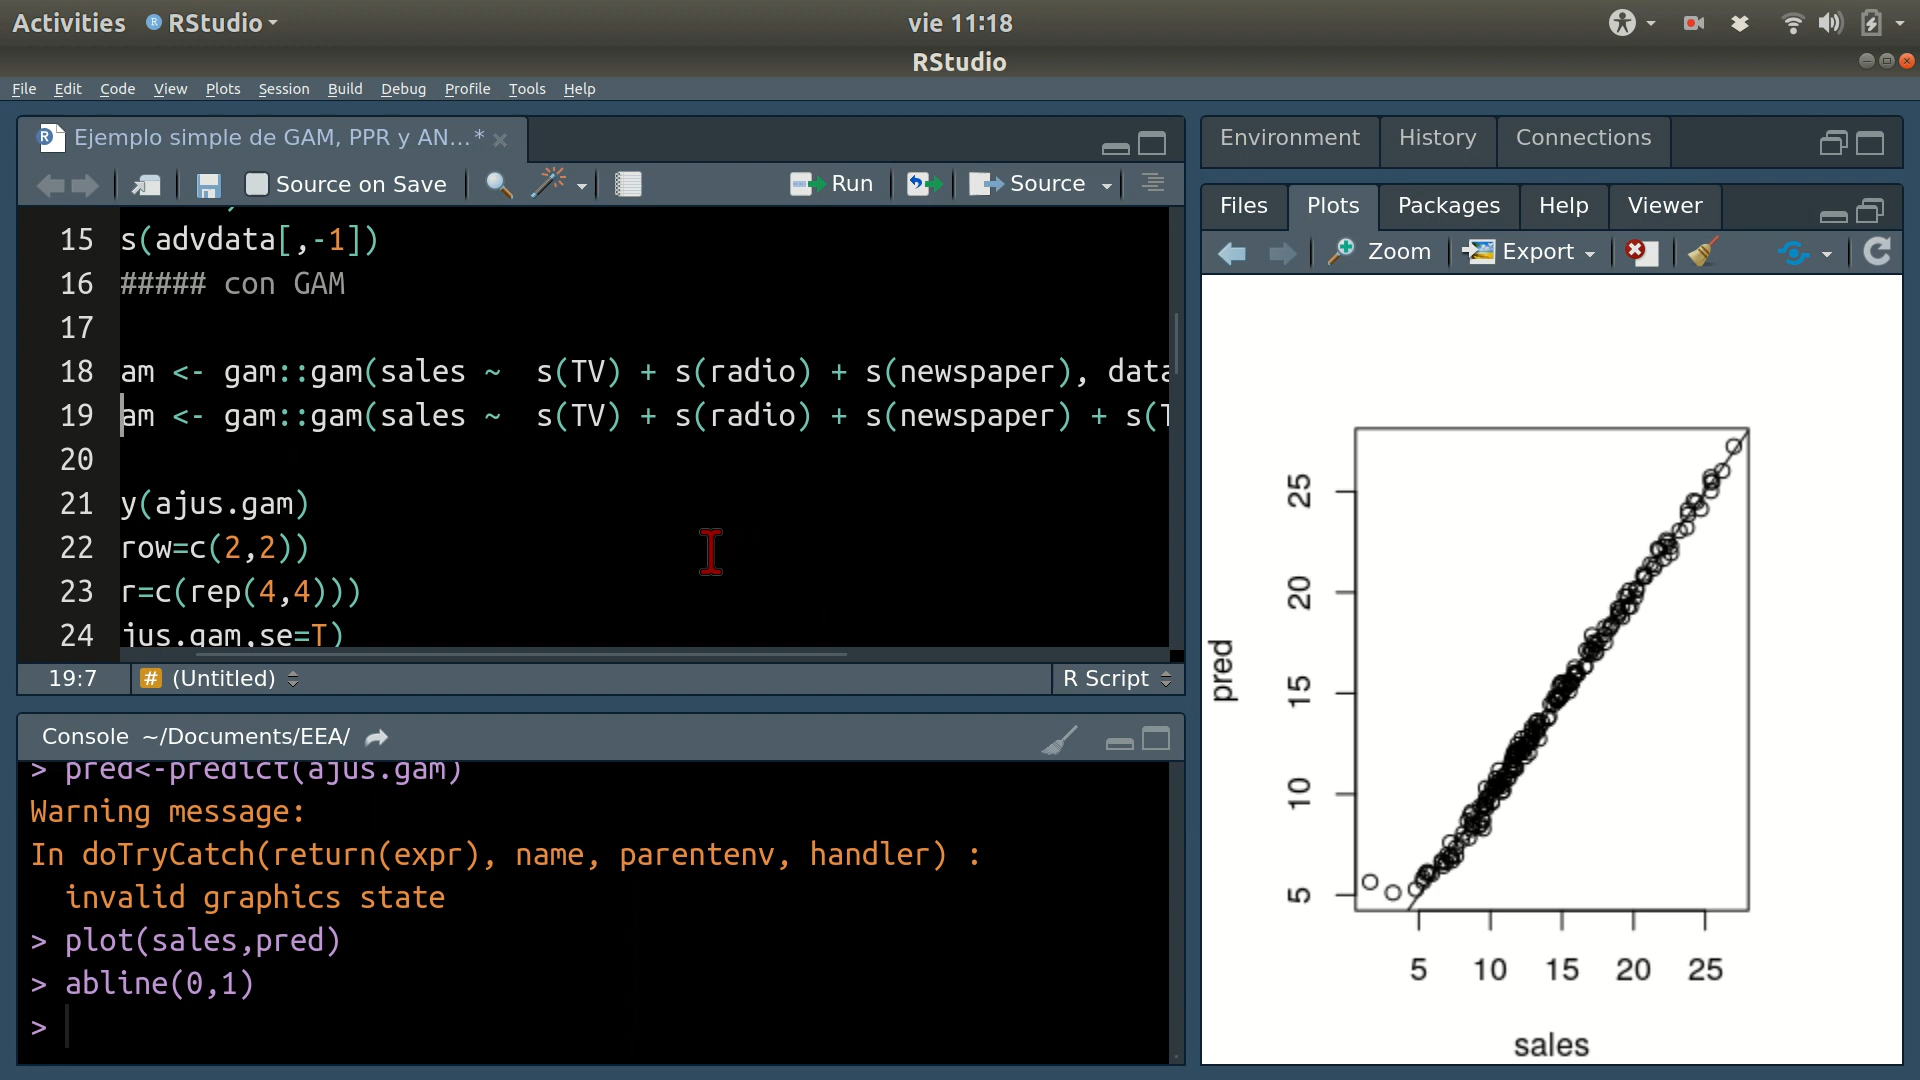 Activities RStudio vie 11:18
RStudio
File Edit Code View Plots Session Build Debug Profile Tools Help
Ejemplo simple de GAM, PPR y AN...*
Source on Save Run Source
15 s(advdata[,-1])
16 ##### con GAM
17
18 am <- gam::gam(sales ~  s(TV) + s(radio) + s(newspaper), data
19 am <- gam::gam(sales ~  s(TV) + s(radio) + s(newspaper) + s(T
20
21 y(ajus.gam)
22 row=c(2,2))
23 r=c(rep(4,4)))
24 jus.gam,se=T)
19:7 # (Untitled) R Script
Console ~/Documents/EEA/
> pred<-predict(ajus.gam)
Warning message:
In doTryCatch(return(expr), name, parentenv, handler) :
  invalid graphics state
> plot(sales,pred)
> abline(0,1)
>
Environment History Connections
Files Plots Packages Help Viewer
Zoom Export
25
20
15
10
5
pred
5 10 15 20 25
sales